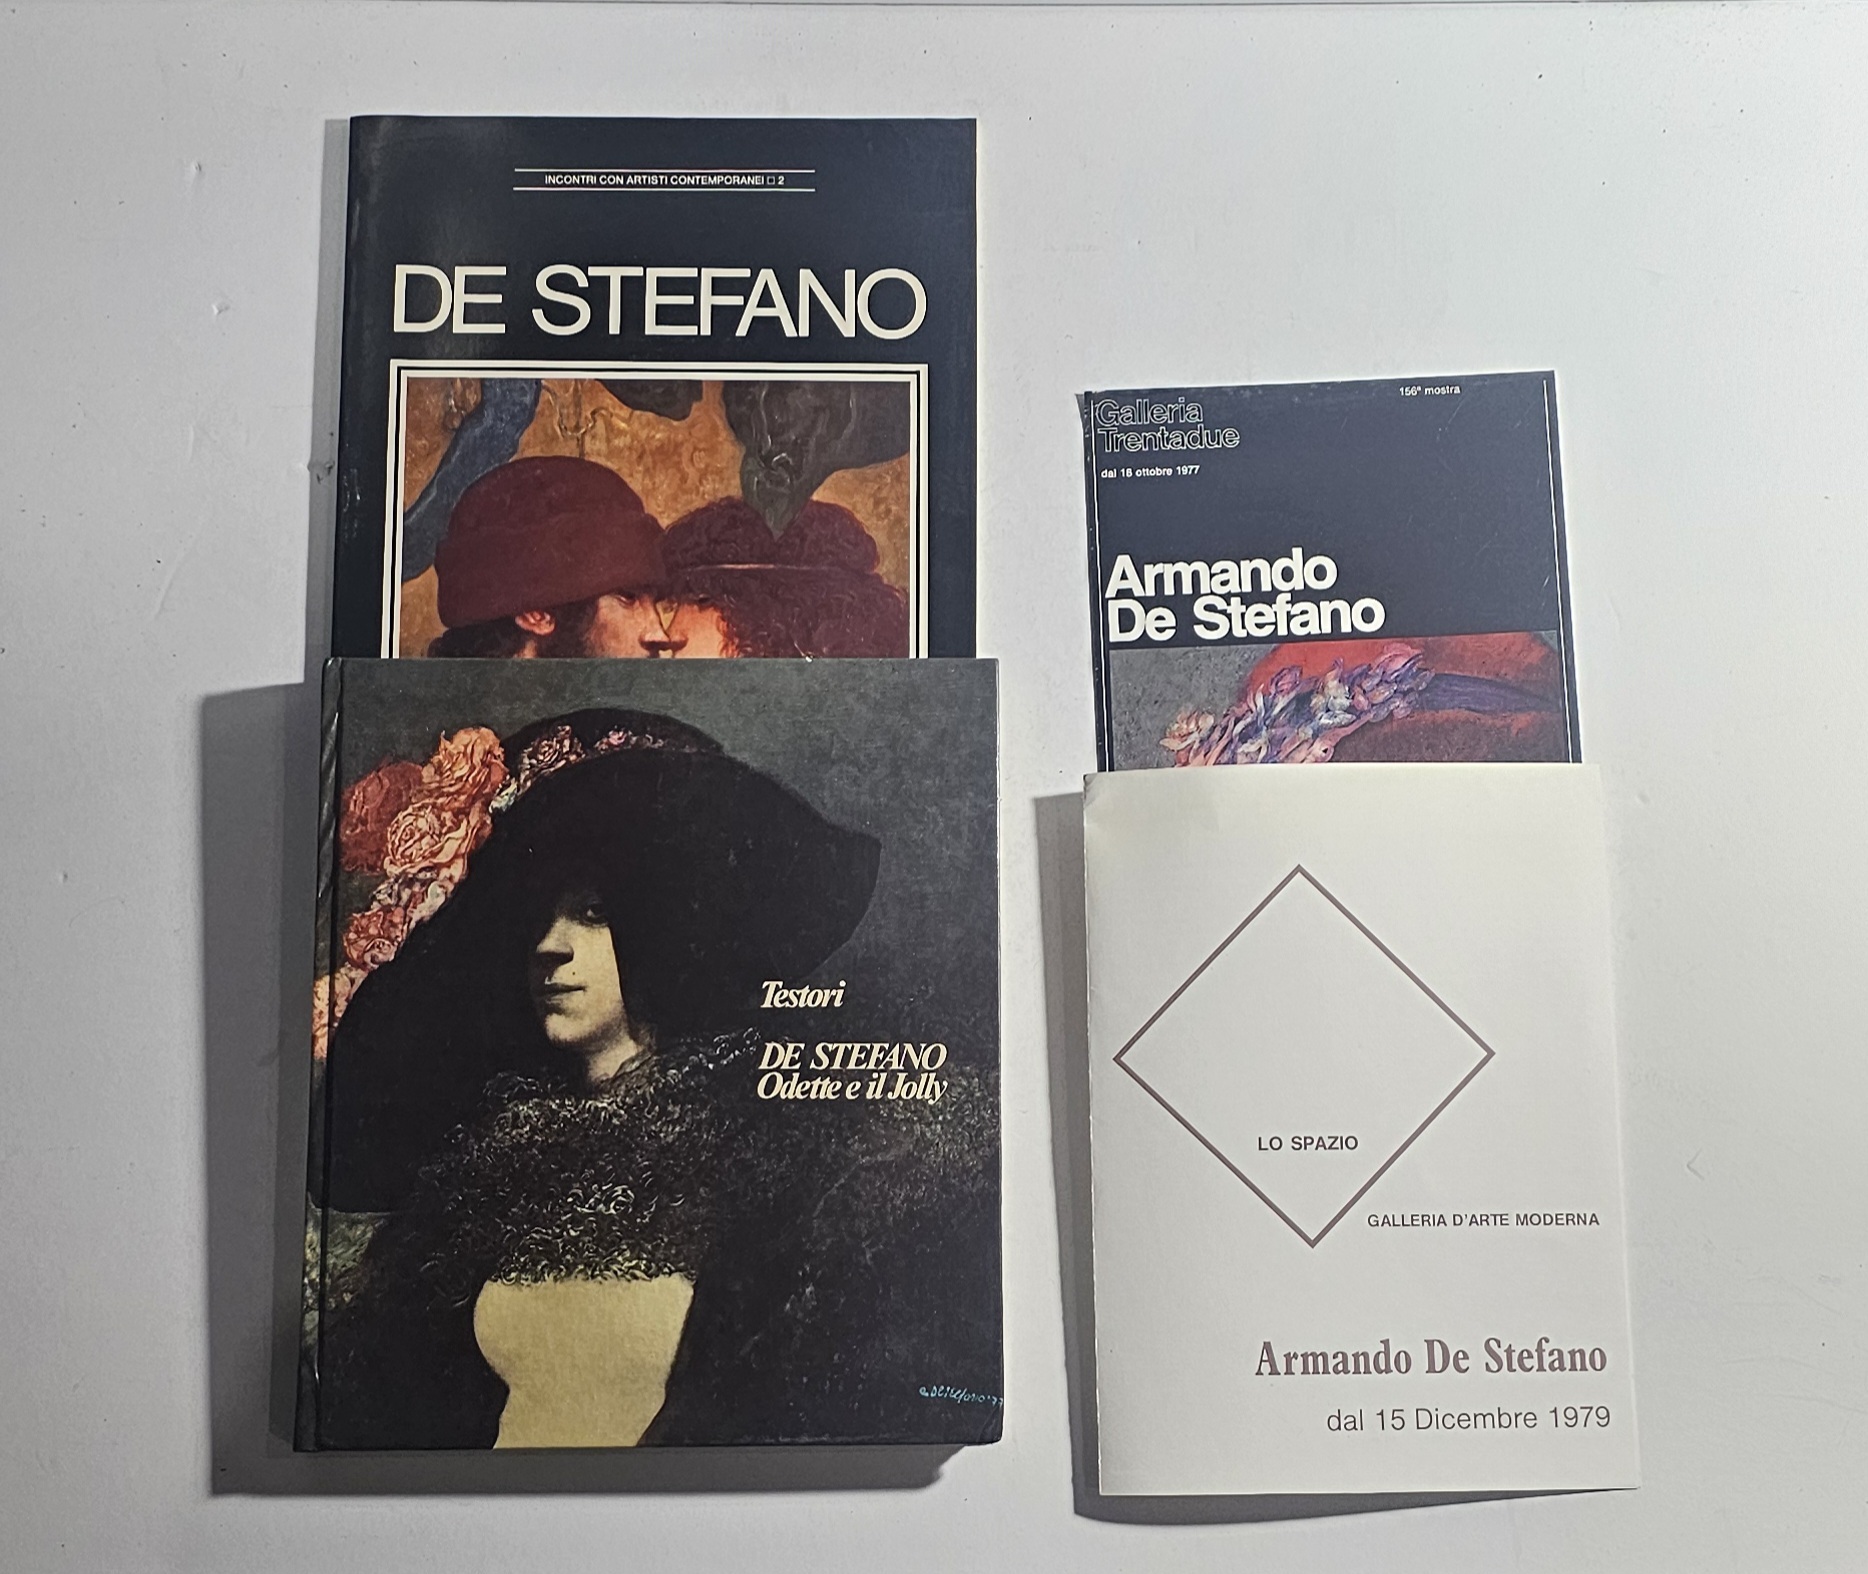 INCONTRI CON ARTISTI CONTEMPORANEI □ 2
DE STEFANO
Testori
DE STEFANO
Odette e il Jolly
156ª mostra
Galleria
Trentadue
dal 18 ottobre 1977
Armando
De Stefano
LO SPAZIO
GALLERIA D'ARTE MODERNA
Armando De Stefano
dal 15 Dicembre 1979